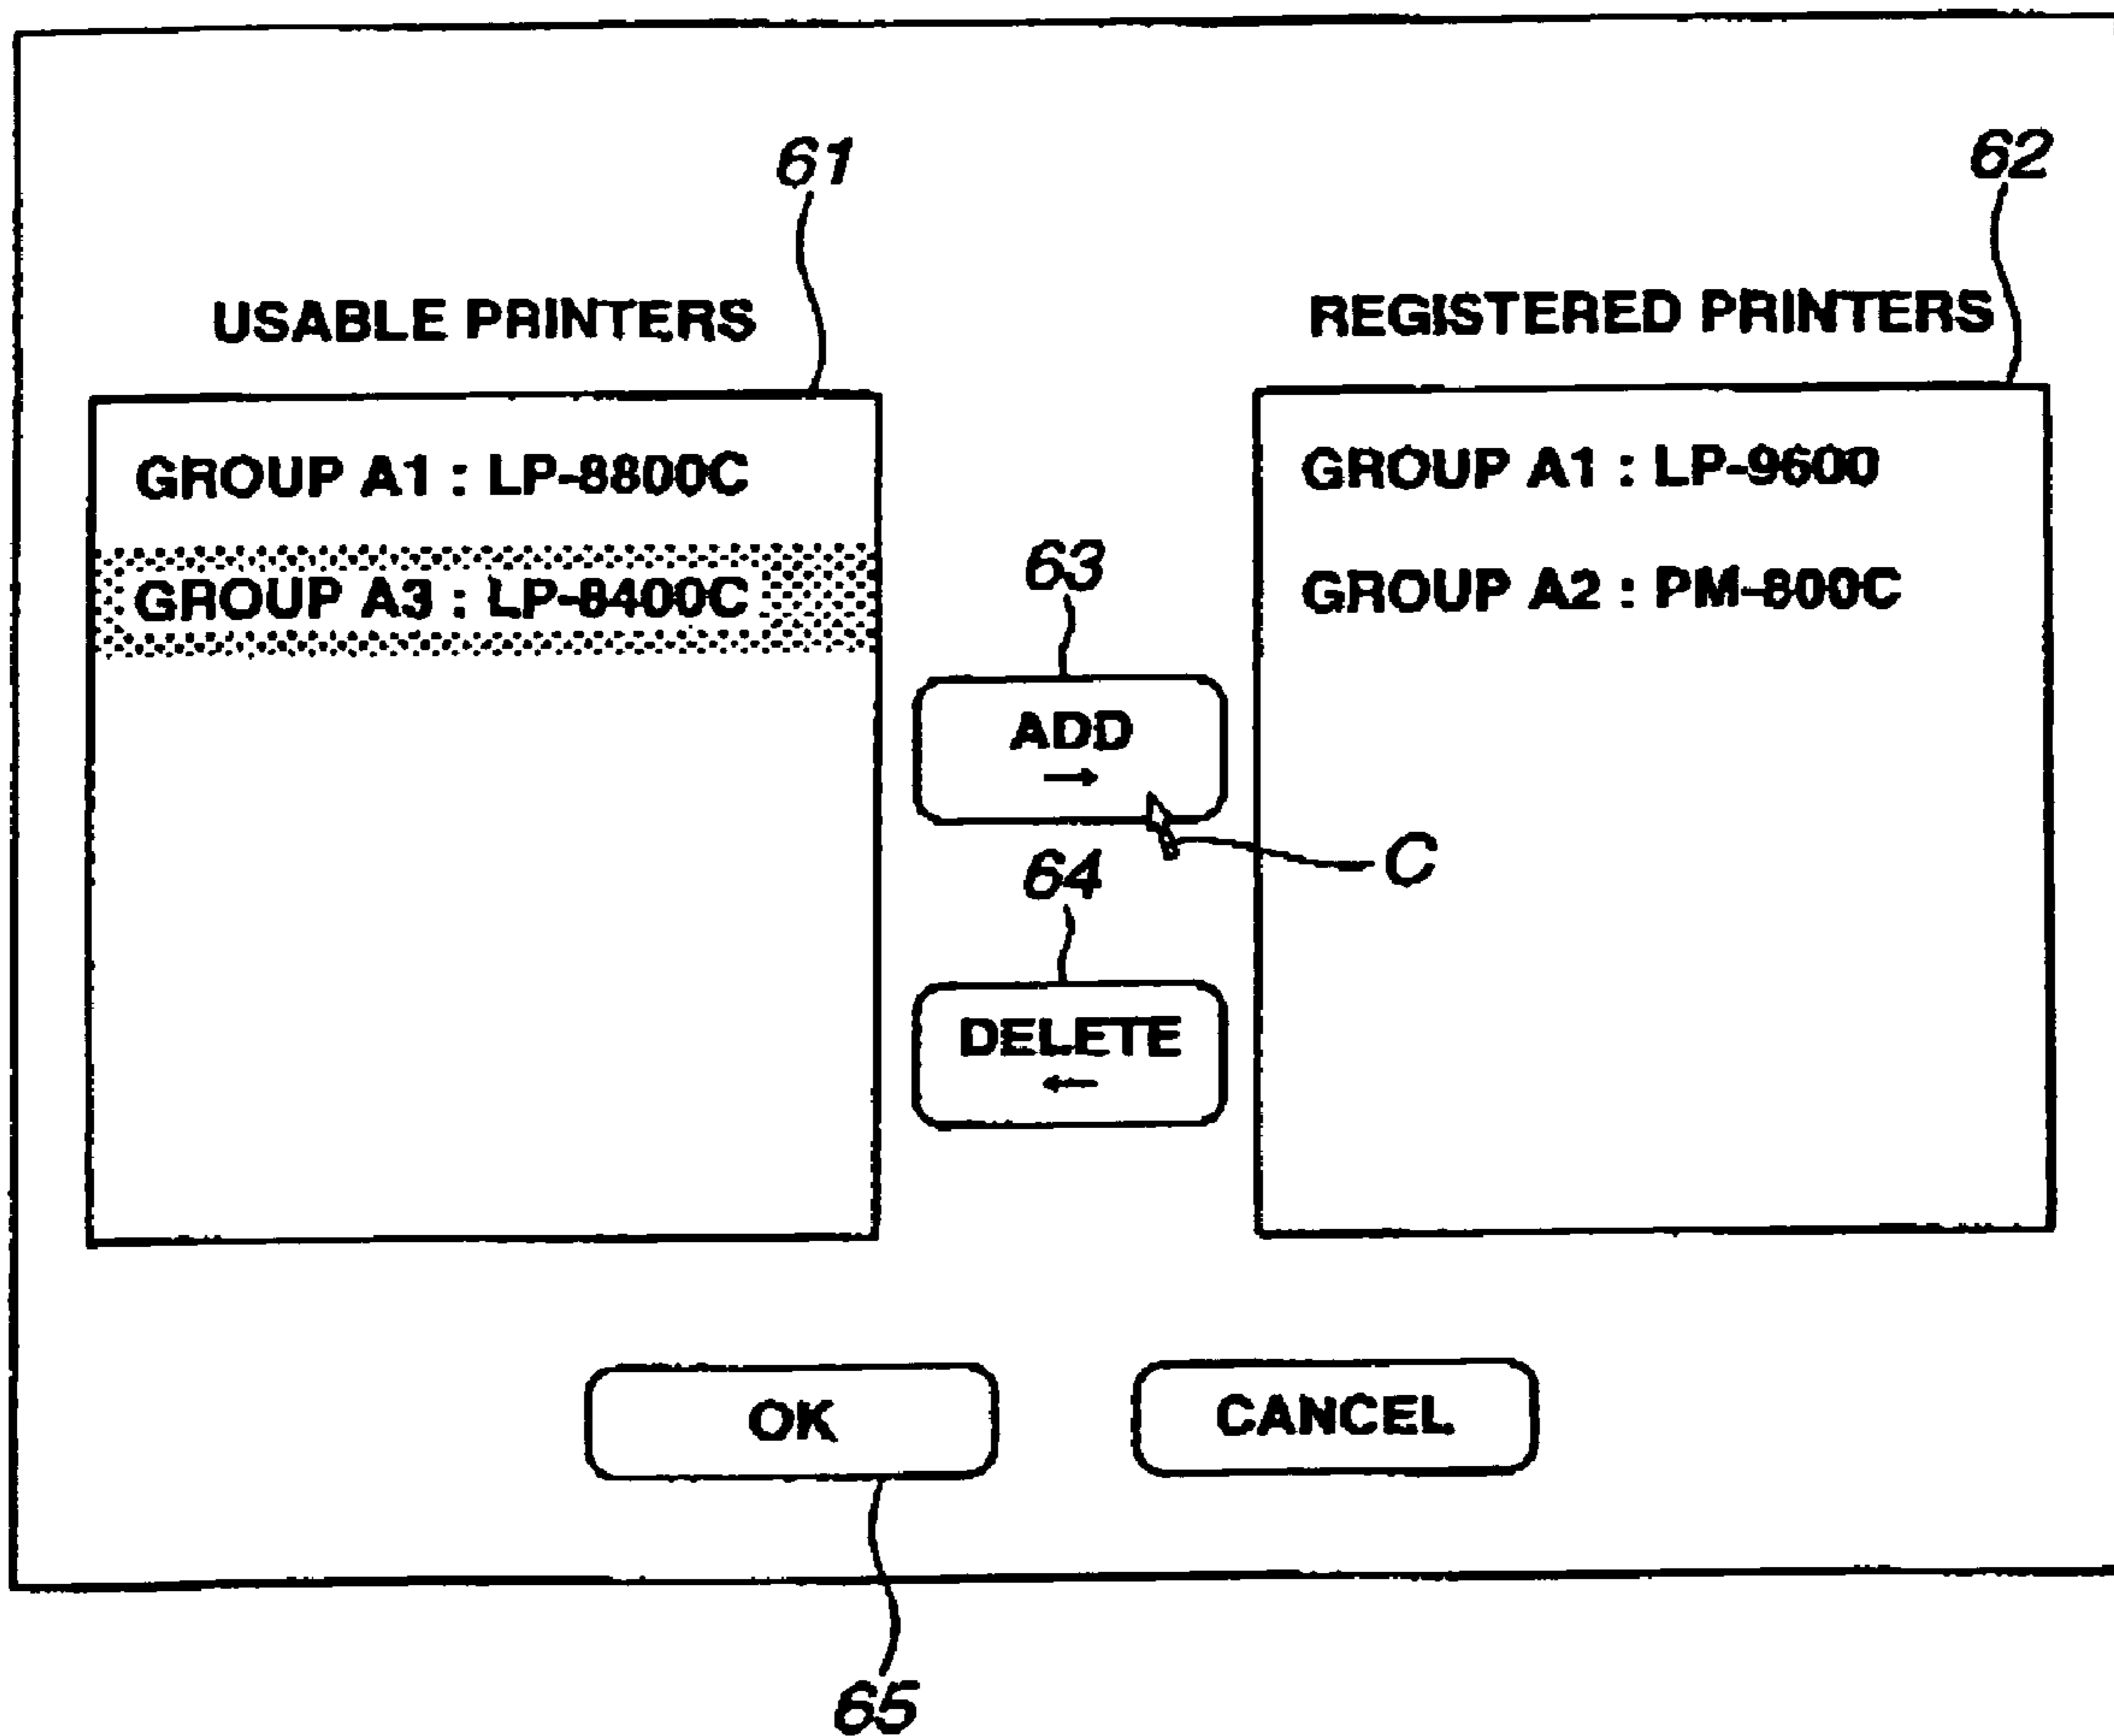 61
62
USABLE PRINTERS
REGISTERED PRINTERS
GROUP A1 : LP-8800C
GROUP A3 : LP-8400C
GROUP A1 : LP-9600
GROUP A2 : PM-800C
63
ADD
→
C
64
DELETE
←
OK
CANCEL
65